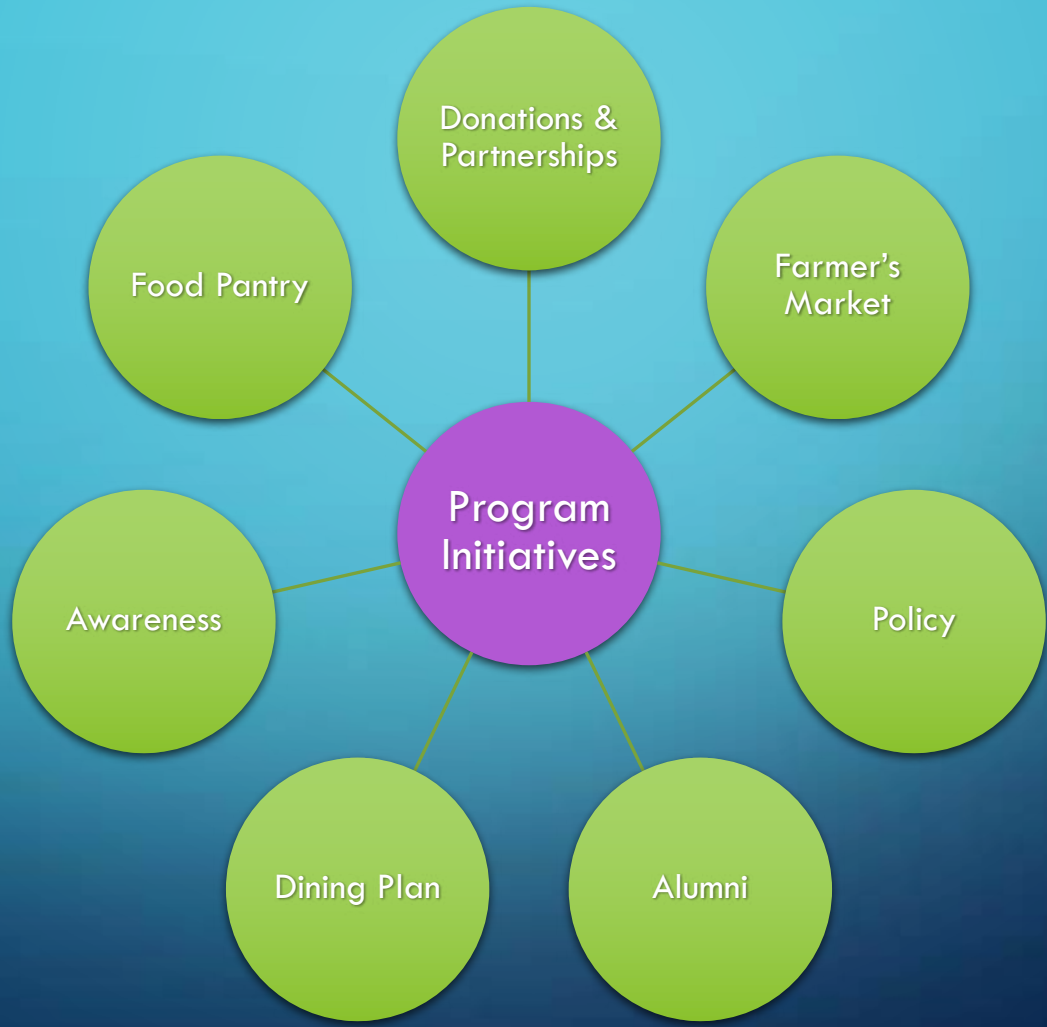 Donations &
Partnerships
Food Pantry
Farmer’s
Market
Program
Initiatives
Awareness
Policy
Dining Plan
Alumni